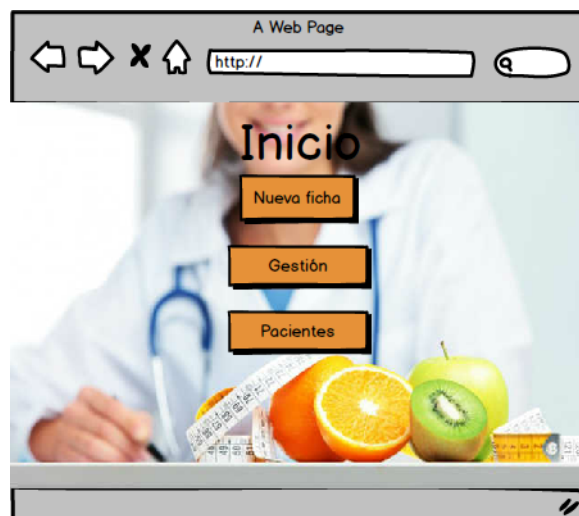 A Web Page
http://
Inicio
Nueva ficha
Gestión
Pacientes